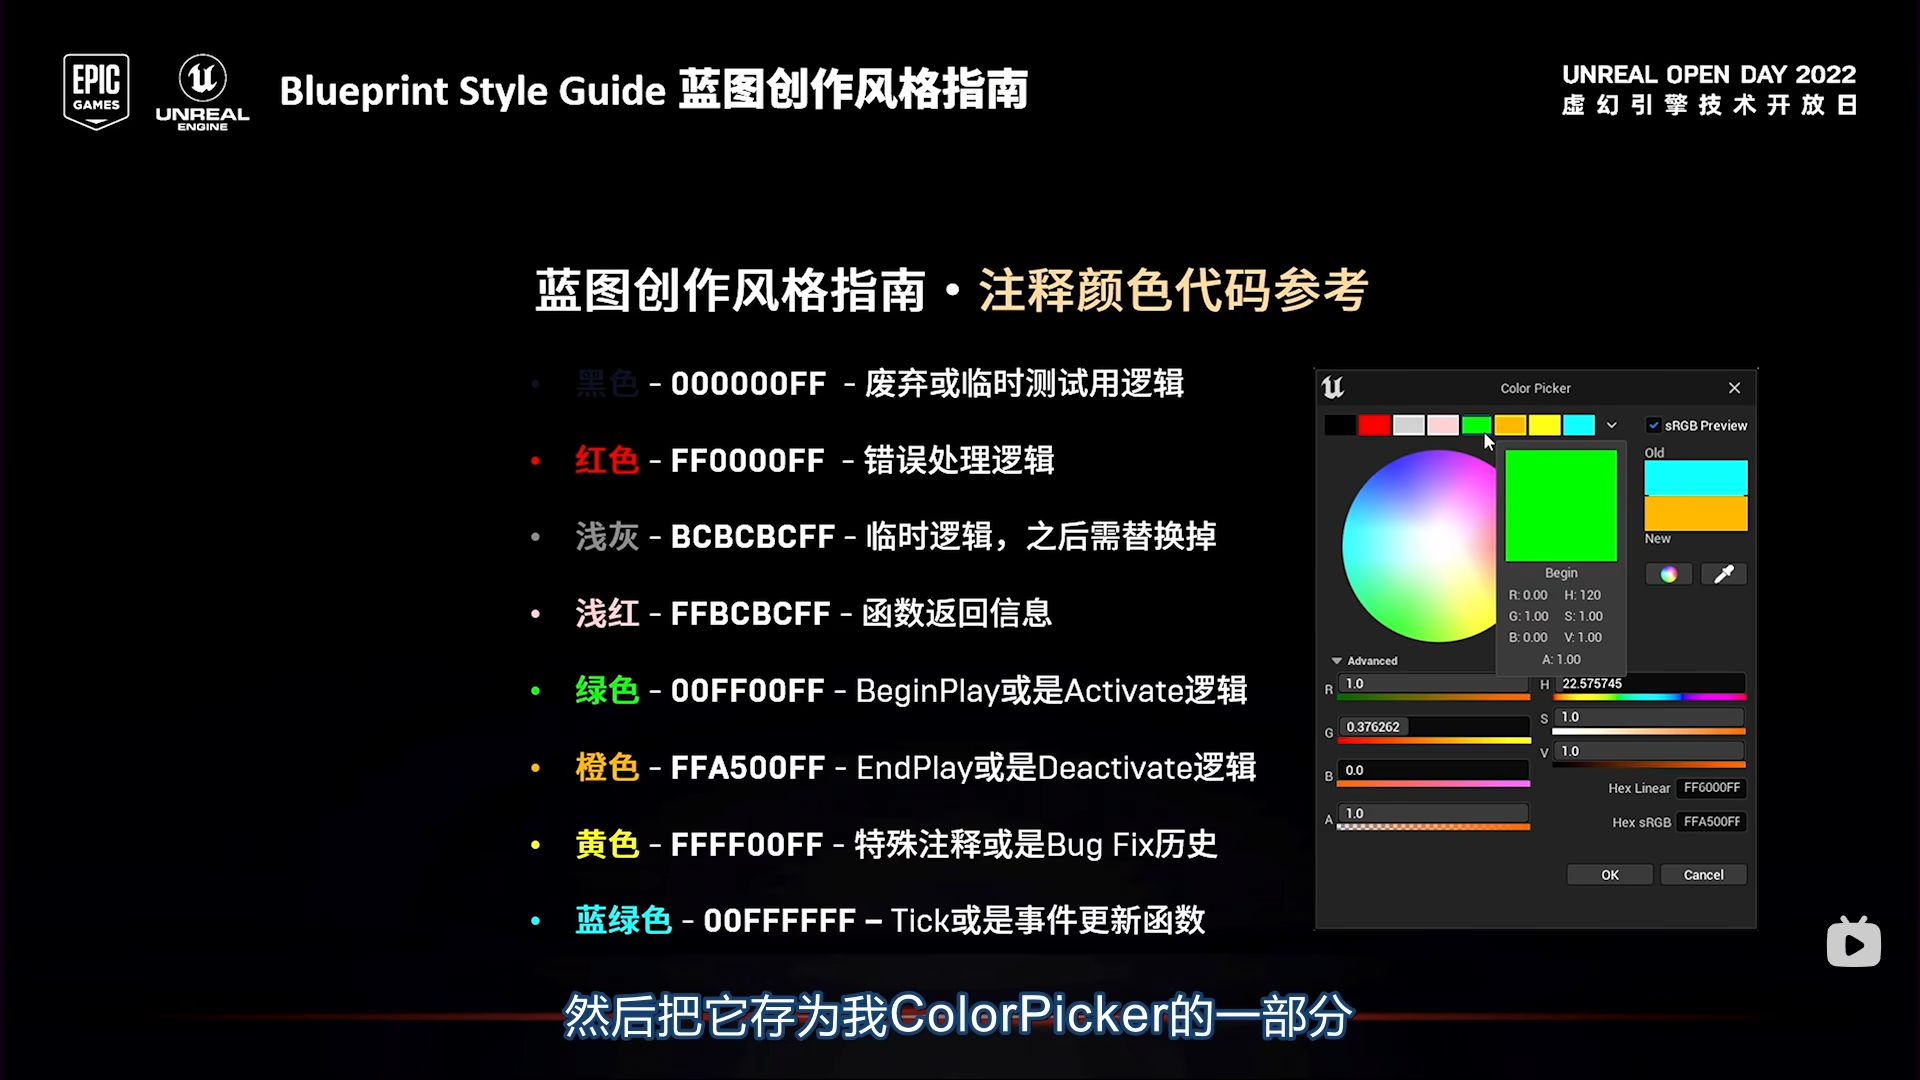 EPIC
GAMES
UNREAL
ENGINE
Blueprint Style Guide 蓝图创作风格指南
UNREAL OPEN DAY 2022
虚幻引擎技术开放日
蓝图创作风格指南·注释颜色代码参考
• 黑色 - 000000FF - 废弃或临时测试用逻辑
• 红色 - FF0000FF - 错误处理逻辑
• 浅灰 - BCBCBCFF - 临时逻辑，之后需替换掉
• 浅红 - FFBCBCFF - 函数返回信息
• 绿色 - 00FF00FF - BeginPlay或是Activate逻辑
• 橙色 - FFA500FF - EndPlay或是Deactivate逻辑
• 黄色 - FFFF00FF - 特殊注释或是Bug Fix历史
• 蓝绿色 - 00FFFFFF – Tick或是事件更新函数
Color Picker
sRGB Preview
Old
New
Begin
R: 0.00 H: 120
G: 1.00 S: 1.00
B: 0.00 V: 1.00
A: 1.00
Advanced
R 1.0
H 22.575745
G 0.376262
S 1.0
B 0.0
V 1.0
A 1.0
Hex Linear FF6000FF
Hex sRGB FFA500FF
OK Cancel
然后把它存为我ColorPicker的一部分